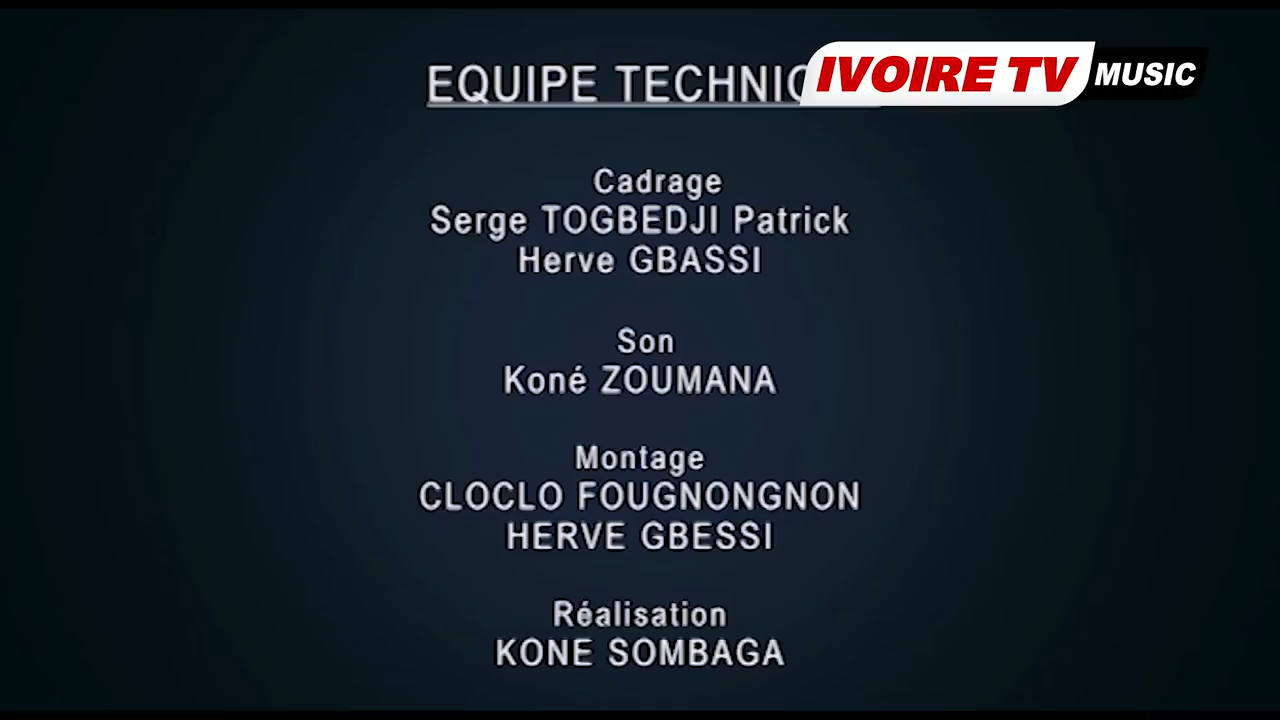 EQUIPE TECHNIC
IVOIRE TV MUSIC
Cadrage
Serge TOGBEDJI Patrick
Herve GBASSI
Son
Koné ZOUMANA
Montage
CLOCLO FOUGNONGNON
HERVE GBESSI
Réalisation
KONE SOMBAGA